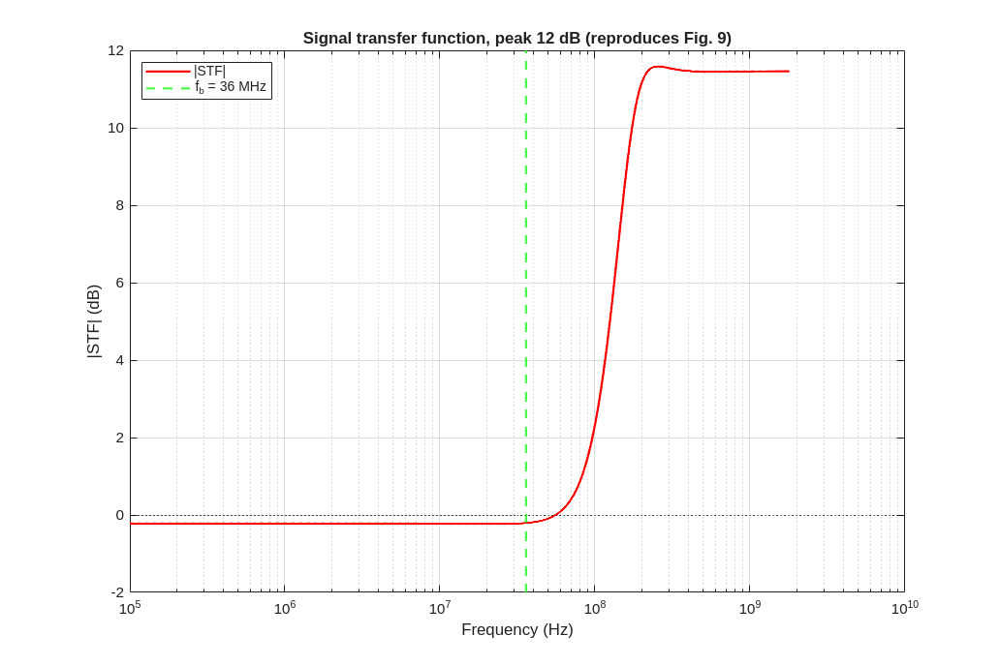 Signal transfer function, peak 12 dB (reproduces Fig. 9)
|STF|
f_b = 36 MHz
12
10
8
6
4
2
0
-2
|STF| (dB)
10^5 10^6 10^7 10^8 10^9 10^10
Frequency (Hz)